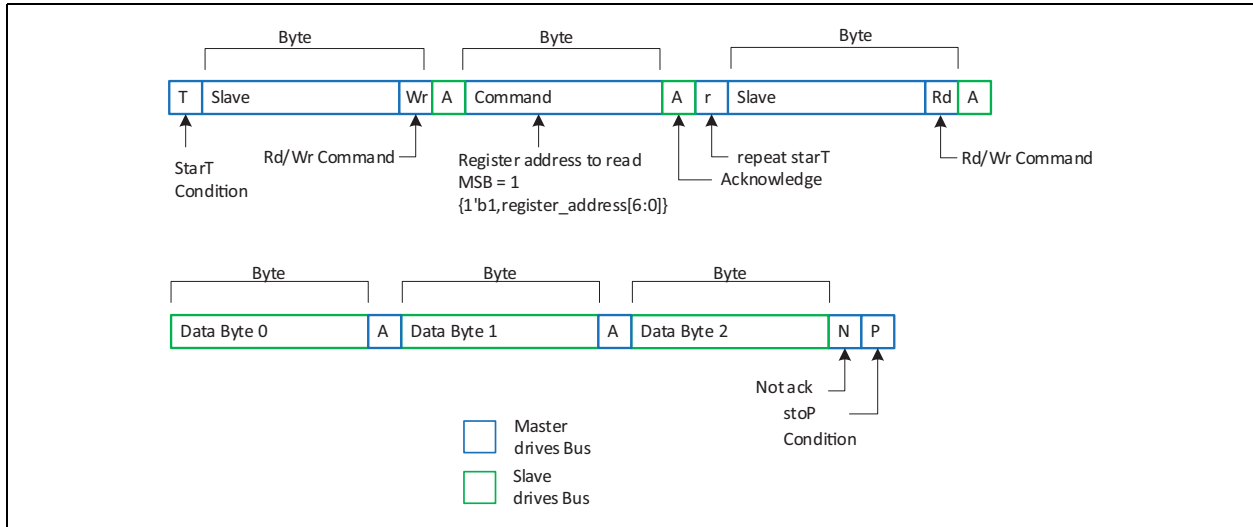 Byte Byte Byte
T Slave Wr A Command A r Slave Rd A
StarT
Condition
Rd/Wr Command
Register address to read
MSB = 1
{1'b1,register_address[6:0]}
repeat starT
Acknowledge
Rd/Wr Command
Byte Byte Byte
Data Byte 0 A Data Byte 1 A Data Byte 2 N P
Not ack
stoP
Condition
Master
drives Bus
Slave
drives Bus